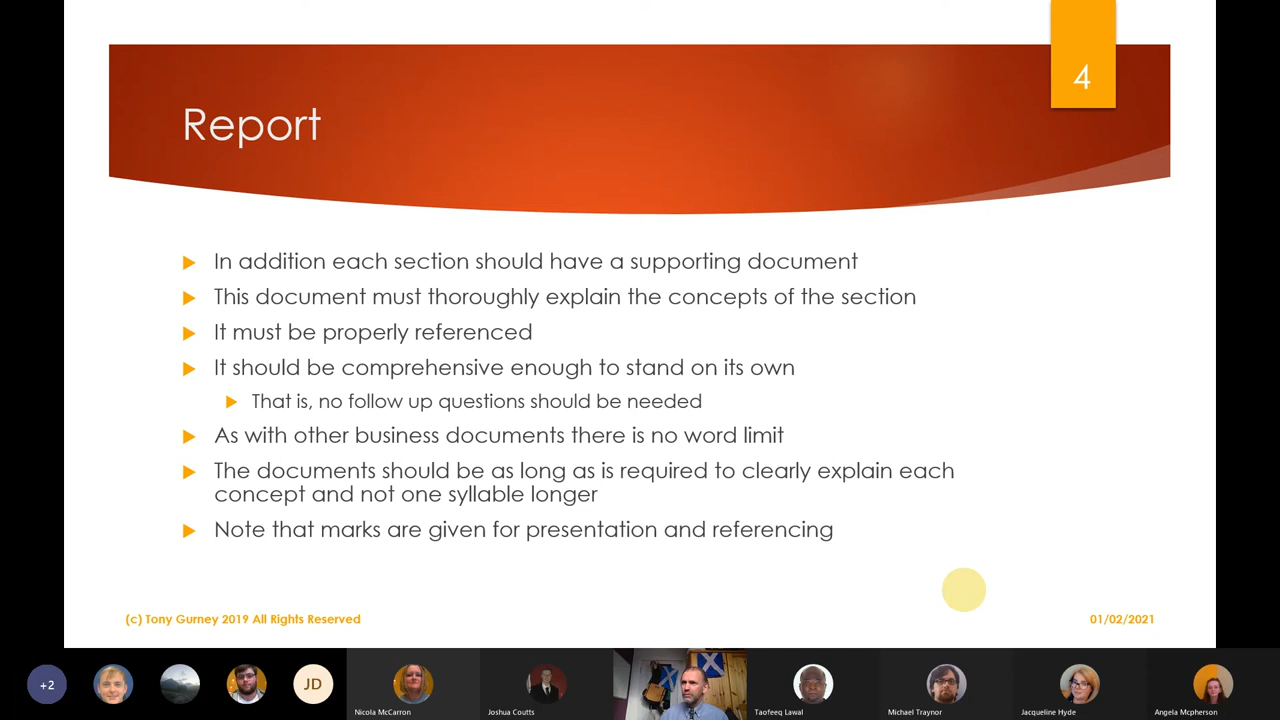 4
Report
In addition each section should have a supporting document
This document must thoroughly explain the concepts of the section
It must be properly referenced
It should be comprehensive enough to stand on its own
That is, no follow up questions should be needed
As with other business documents there is no word limit
The documents should be as long as is required to clearly explain each
concept and not one syllable longer
Note that marks are given for presentation and referencing
(c) Tony Gurney 2019 All Rights Reserved
01/02/2021
+2
JD
Nicola McCarron
Joshua Coutts
Taofeeq Lawal
Michael Traynor
Jacqueline Hyde
Angela Mcpherson